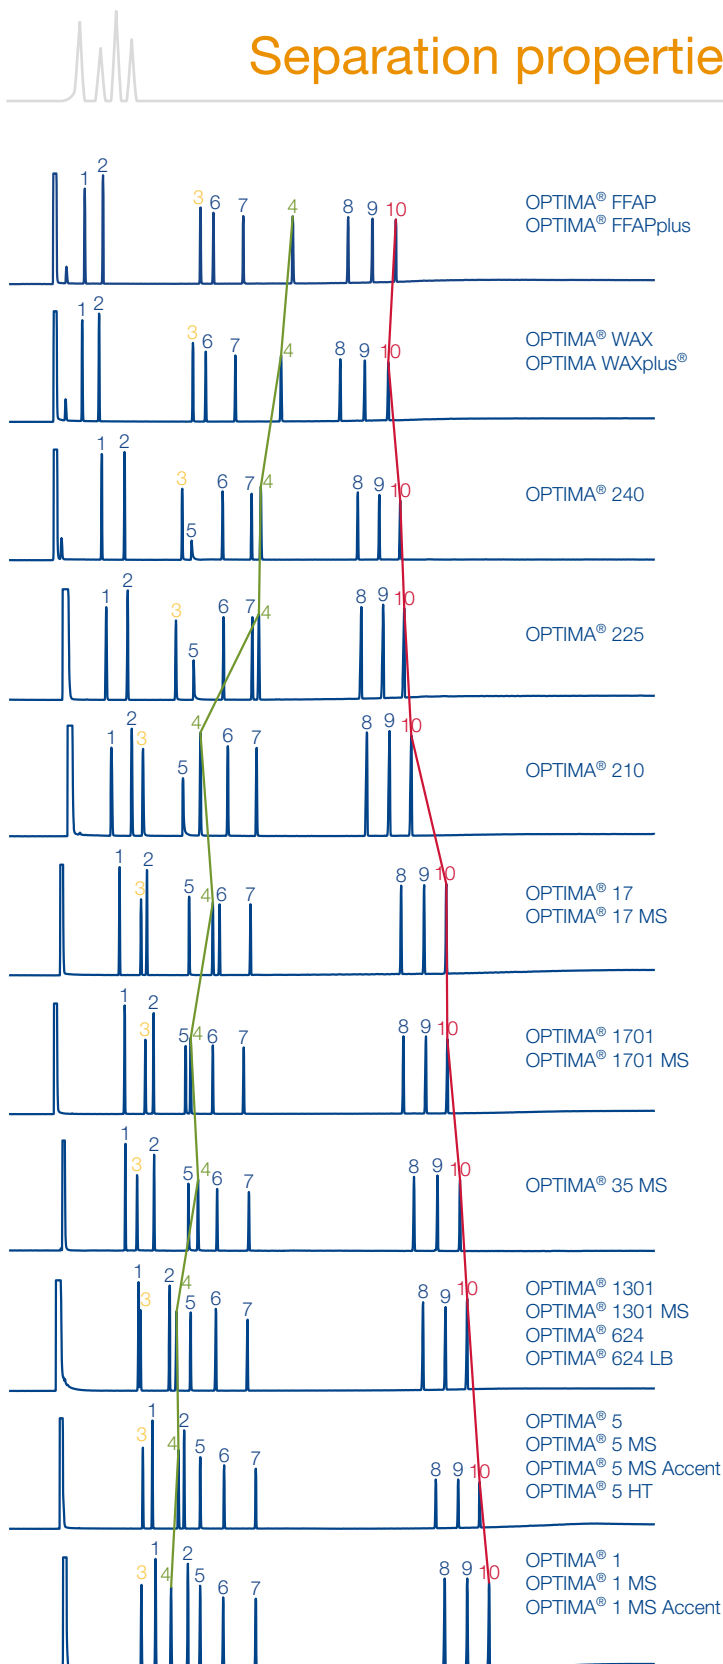 Separation propertie
1 2 3 6 7 4 8 9 10
OPTIMA® FFAP
OPTIMA® FFAPplus
1 2 3 6 7 4 8 9 10
OPTIMA® WAX
OPTIMA WAXplus®
1 2 3 5 6 7 4 8 9 10
OPTIMA® 240
1 2 3 5 6 7 4 8 9 10
OPTIMA® 225
1 2 3 5 4 6 7 8 9 10
OPTIMA® 210
1 3 2 5 4 6 7 8 9 10
OPTIMA® 17
OPTIMA® 17 MS
1 3 2 5 4 6 7 8 9 10
OPTIMA® 1701
OPTIMA® 1701 MS
1 3 2 5 4 6 7 8 9 10
OPTIMA® 35 MS
1 3 2 4 5 6 7 8 9 10
OPTIMA® 1301
OPTIMA® 1301 MS
OPTIMA® 624
OPTIMA® 624 LB
3 1 4 2 5 6 7 8 9 10
OPTIMA® 5
OPTIMA® 5 MS
OPTIMA® 5 MS Accent
OPTIMA® 5 HT
3 1 4 2 5 6 7 8 9 10
OPTIMA® 1
OPTIMA® 1 MS
OPTIMA® 1 MS Accent